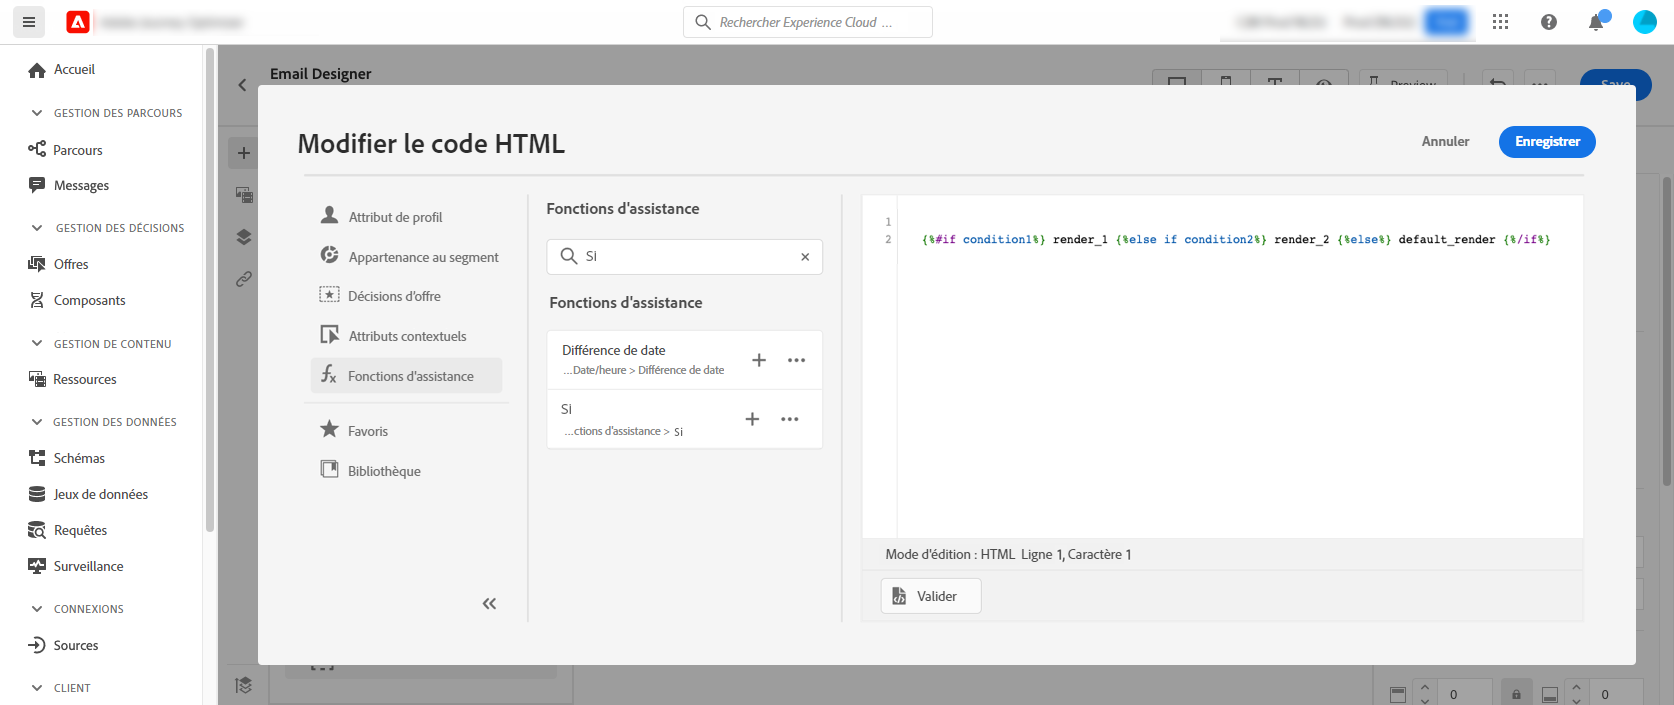 Rechercher Experience Cloud ...
Accueil
GESTION DES PARCOURS
Parcours
Messages
GESTION DES DÉCISIONS
Offres
Composants
GESTION DE CONTENU
Ressources
GESTION DES DONNÉES
Schémas
Jeux de données
Requêtes
Surveillance
CONNEXIONS
Sources
CLIENT
Email Designer
Preview
Save
Modifier le code HTML
Annuler
Enregistrer
Attribut de profil
Appartenance au segment
Décisions d'offre
Attributs contextuels
Fonctions d'assistance
Favoris
Bibliothèque
Fonctions d'assistance
Si
Fonctions d'assistance
Différence de date
...Date/heure > Différence de date
Si
...ctions d'assistance > Si
1
2 {%#if condition1%} render_1 {%else if condition2%} render_2 {%else%} default_render {%/if%}
Mode d'édition : HTML Ligne 1, Caractère 1
Valider
0
0